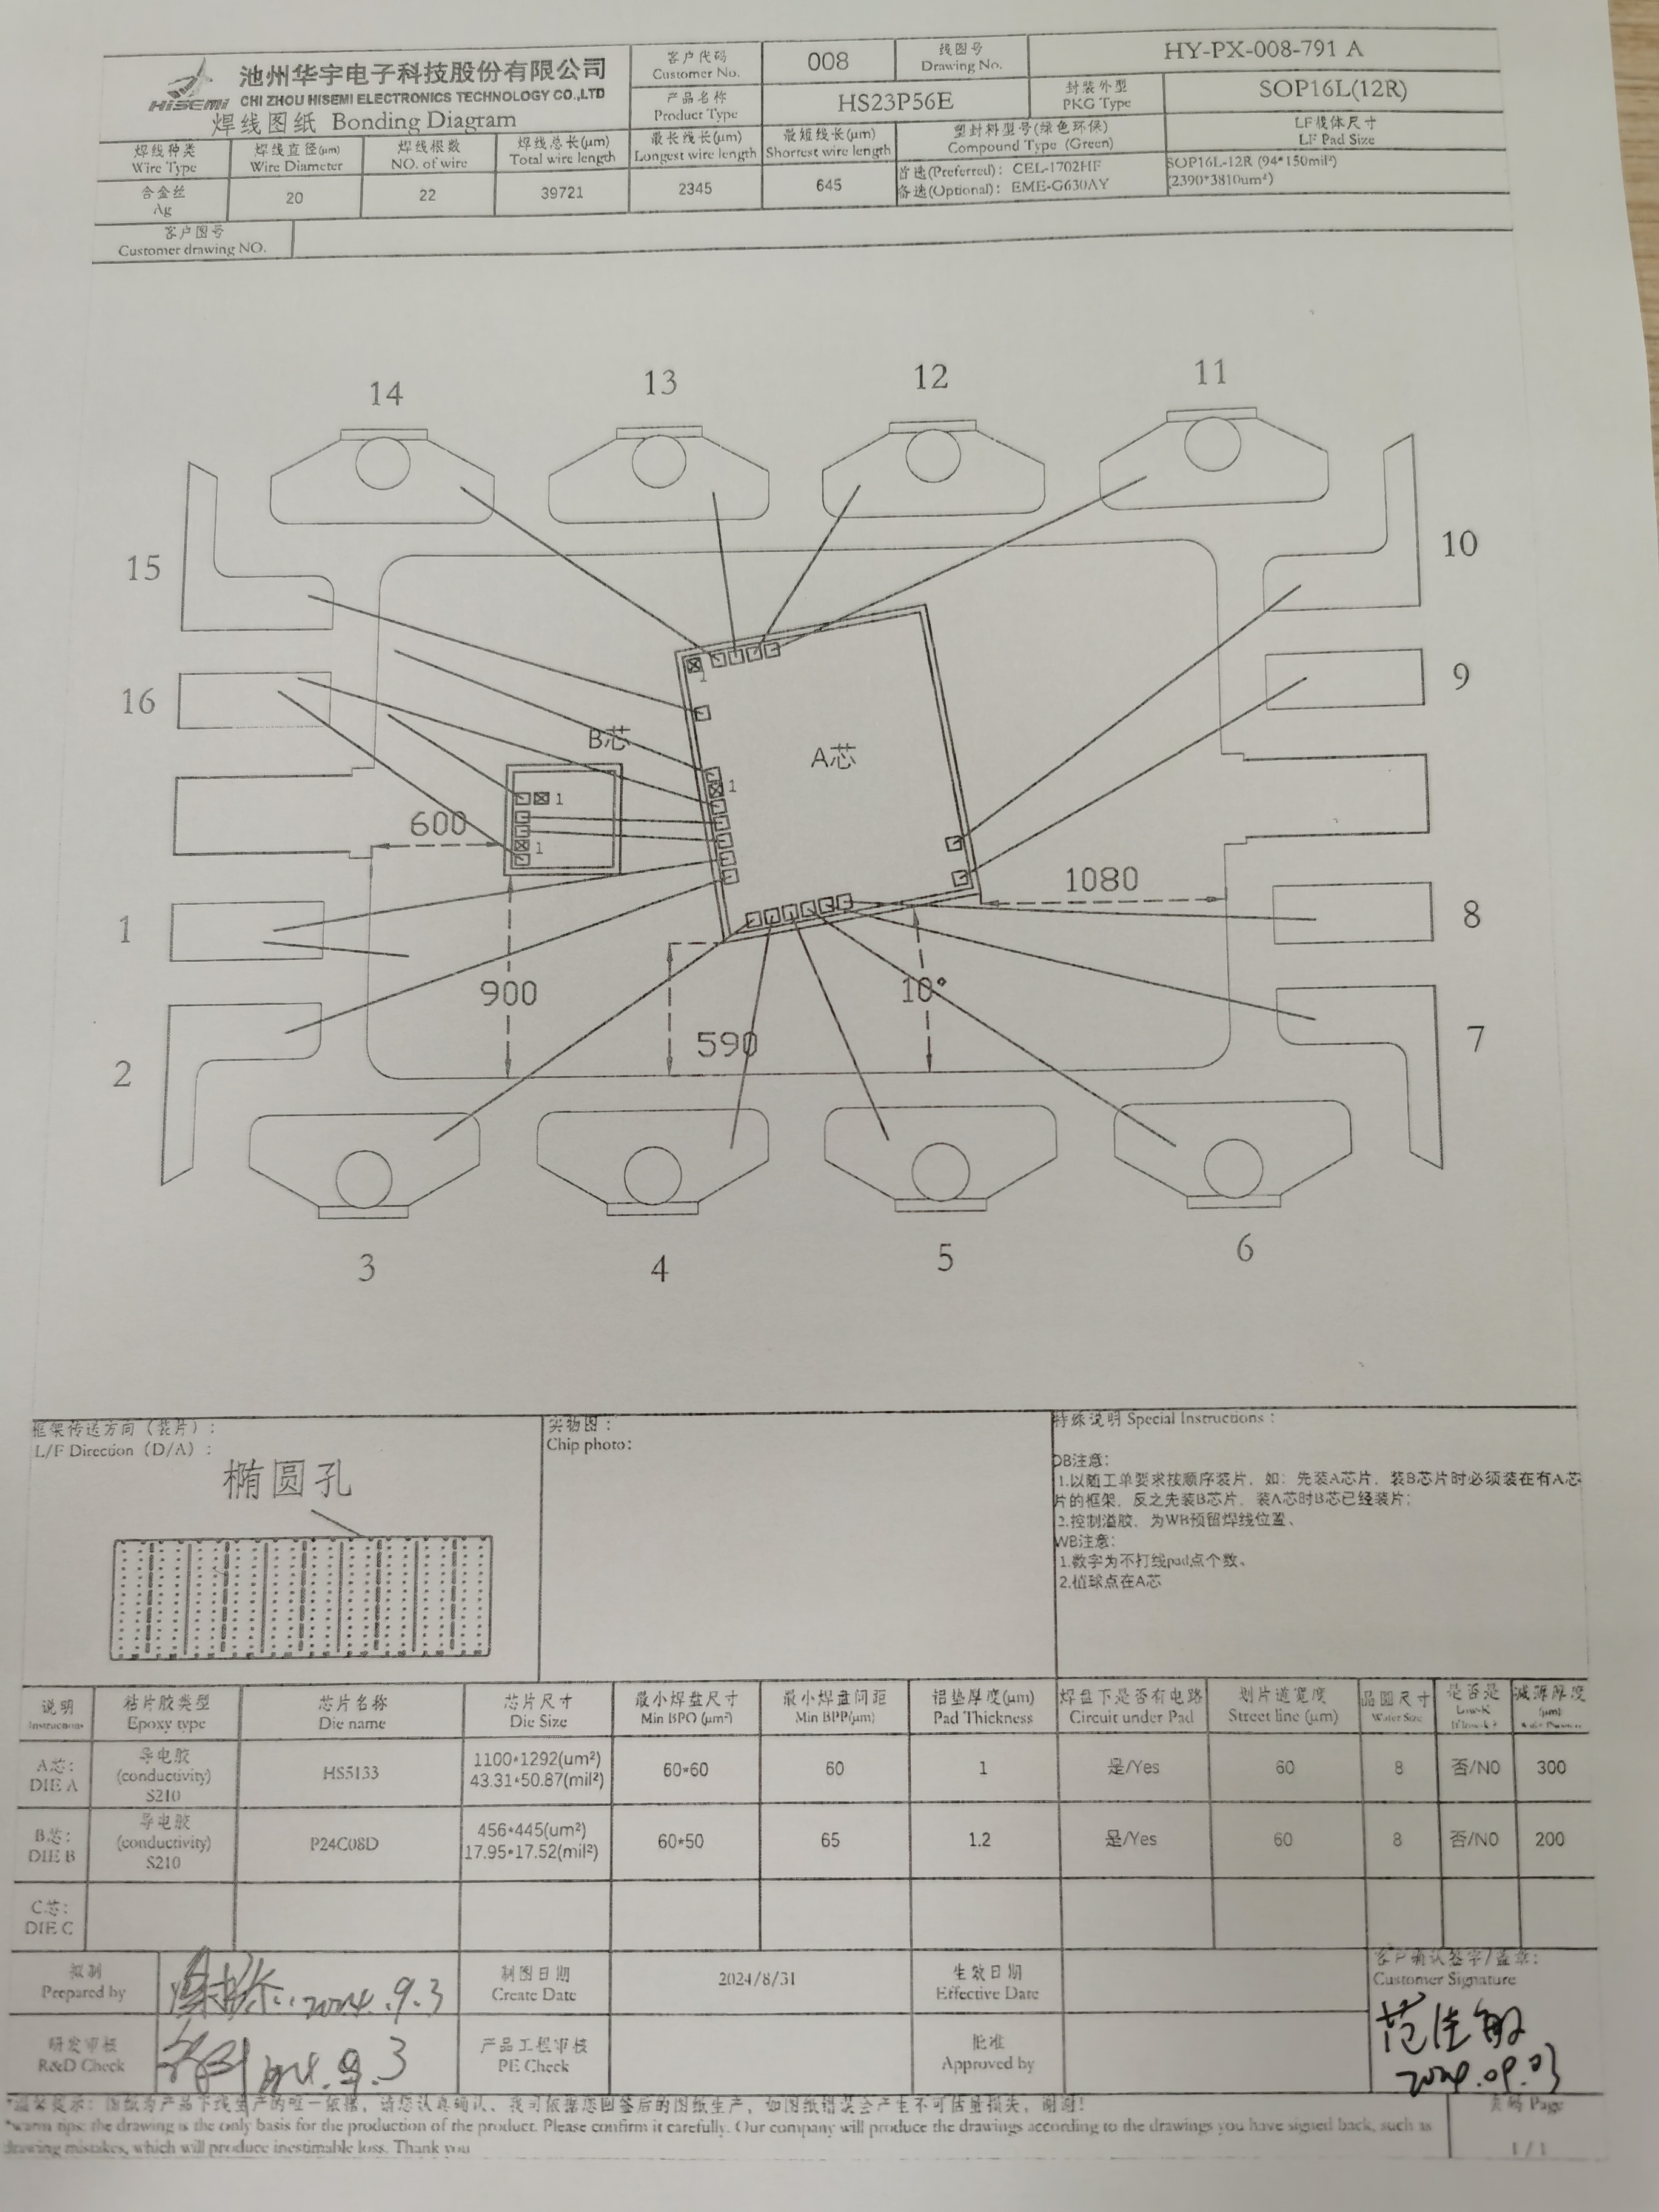 HiSEMi
池州华宇电子科技股份有限公司
CHI ZHOU HISEMI ELECTRONICS TECHNOLOGY CO.,LTD
焊线图纸 Bonding Diagram
客户代码
Customer No.
008
线图号
Drawing No.
HY-PX-008-791 A
产品名称
Product Type
HS23P56E
封装外型
PKG Type
SOP16L(12R)
焊线种类
Wire Type
焊线直径(μm)
Wire Diameter
焊线根数
NO. of wire
焊线总长(μm)
Total wire length
最长线长(μm)
Longest wire length
最短线长(μm)
Shortest wire length
塑封料型号(绿色环保)
Compound Type (Green)
LF载体尺寸
LF Pad Size
合金丝
Ag
20
22
39721
2345
645
首选(Preferred): CEL-1702HF
备选(Optional): EME-G630AY
SOP16L-12R (94*150mil²)
(2390*3810um²)
客户图号
Customer drawing NO.
14
13
12
11
15
10
16
9
1
B芯
A芯
1
1
1
600
1080
1
8
900
10°
590
2
7
3
4
5
6
框架传送方向（装片）:
L/F Direction（D/A）:
椭圆孔
实物图:
Chip photo:
特殊说明 Special Instructions:
DB注意:
1.以随工单要求按顺序装片，如：先装A芯片，装B芯片时必须装在有A芯
片的框架，反之先装B芯片，装A芯时B芯已经装片;
2.控制溢胶，为WB预留焊线位置、
WB注意:
1.数字为不打线pad点个数、
2.植球点在A芯
说明
Instructions
粘片胶类型
Epoxy type
芯片名称
Die name
芯片尺寸
Die Size
最小焊盘尺寸
Min BPO (μm²)
最小焊盘间距
Min BPP(μm)
铝垫厚度(μm)
Pad Thickness
焊盘下是否有电路
Circuit under Pad
划片道宽度
Street line (μm)
晶圆尺寸
Wafer Size
是否是
Low-K
减薄厚度
(μm)
A芯:
DIE A
导电胶
(conductivity)
S210
HS5133
1100*1292(um²)
43.31*50.87(mil²)
60*60
60
1
是/Yes
60
8
否/NO
300
B芯:
DIE B
导电胶
(conductivity)
S210
P24C08D
456*445(um²)
17.95*17.52(mil²)
60*50
65
1.2
是/Yes
60
8
否/NO
200
C芯:
DIE C
拟制
Prepared by
2024.9.3
制图日期
Create Date
2024/8/31
生效日期
Effective Date
客户确认签字/盖章:
Customer Signature
范佳敏
2024.09.03
研发审核
R&D Check
2024.9.3
产品工程审核
PE Check
批准
Approved by
*温馨提示: 图纸为产品下线生产的唯一依据，请您认真确认、我司依据您回签后的图纸生产，如图纸错误会产生不可估量损失，谢谢!
*warm tips: the drawing is the only basis for the production of the product. Please confirm it carefully. Our company will produce the drawings according to the drawings you have signed back, such as
drawing mistakes, which will produce inestimable loss. Thank you
页码 Page
1/1